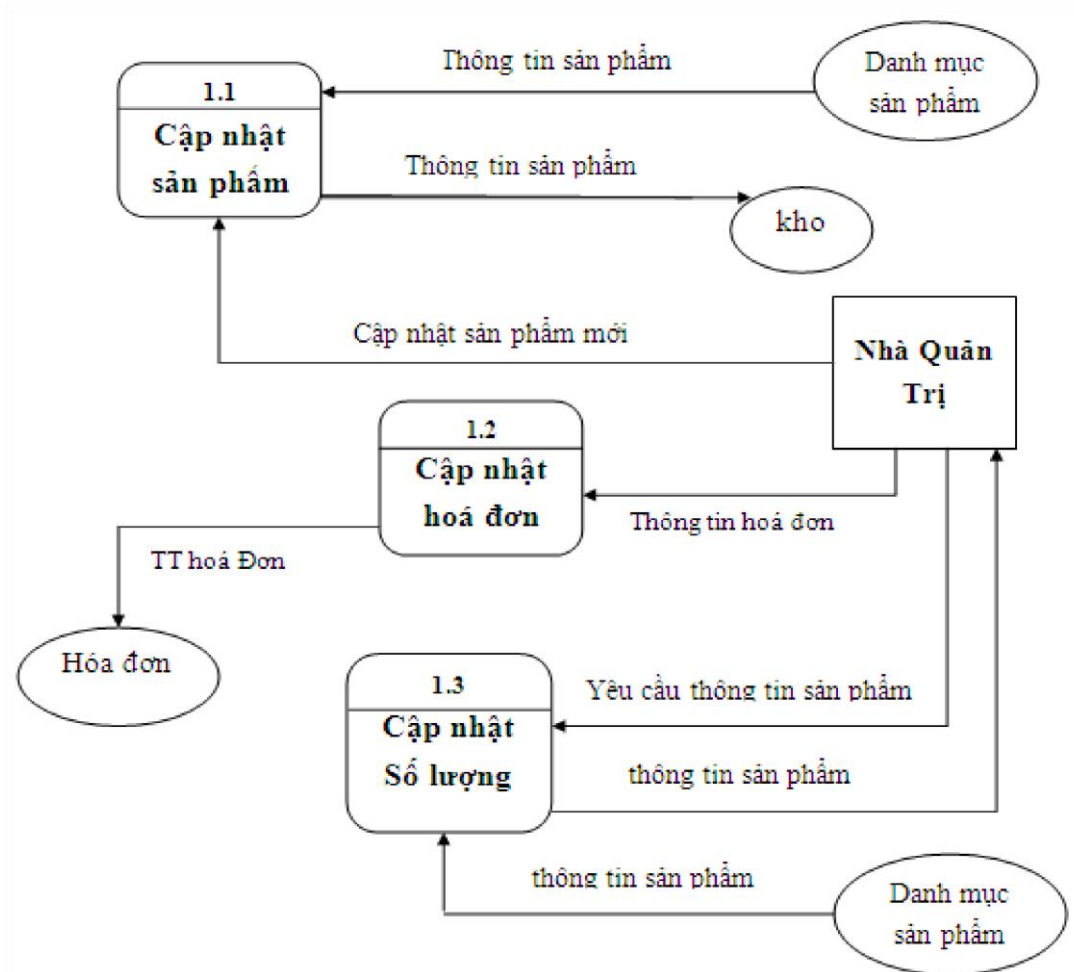 Thông tin sản phẩm
Danh mục
sản phẩm
1.1
Cập nhật
sản phẩm
Thông tin sản phẩm
kho
Cập nhật sản phẩm mới
Nhà Quản
Trị
1.2
Cập nhật
hoá đơn
Thông tin hoá đơn
TT hoá Đơn
Hóa đơn
1.3
Cập nhật
Số lượng
Yêu cầu thông tin sản phẩm
thông tin sản phẩm
thông tin sản phẩm
Danh mục
sản phẩm